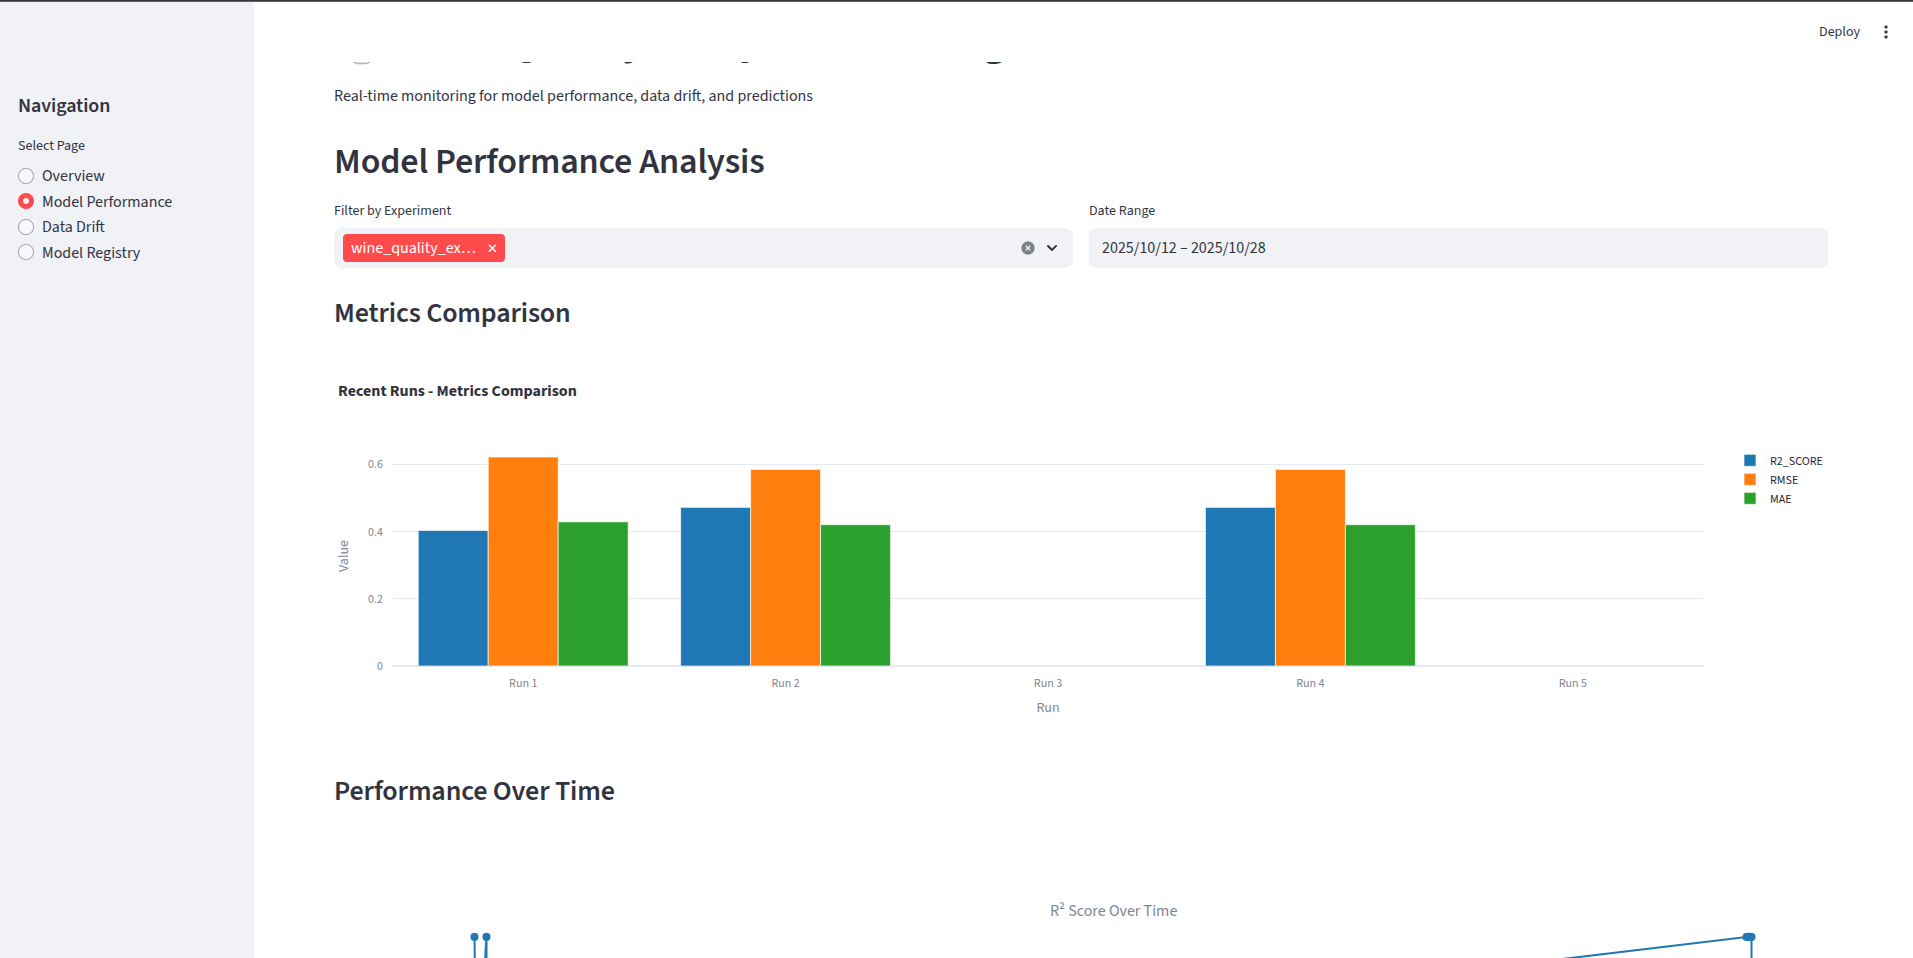 Deploy
Navigation
Select Page
Overview
Model Performance
Data Drift
Model Registry
Real-time monitoring for model performance, data drift, and predictions
Model Performance Analysis
Filter by Experiment
Date Range
wine_quality_ex...
2025/10/12 – 2025/10/28
Metrics Comparison
Recent Runs - Metrics Comparison
R2_SCORE
RMSE
MAE
Value
0.6
0.4
0.2
0
Run 1
Run 2
Run 3
Run 4
Run 5
Run
Performance Over Time
R² Score Over Time